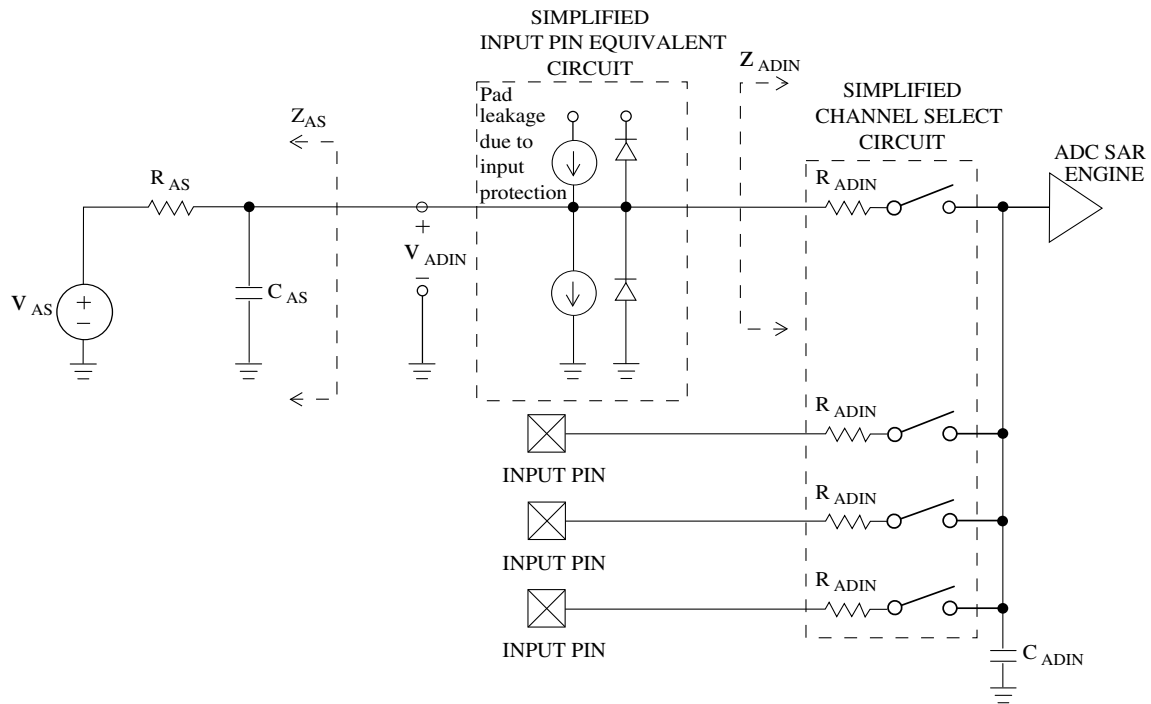 SIMPLIFIED
INPUT PIN EQUIVALENT
CIRCUIT
Pad
leakage
due to
input
protection
Z ADIN
SIMPLIFIED
CHANNEL SELECT
CIRCUIT
ADC SAR
ENGINE
Z AS
R AS
R ADIN
+
V ADIN
−
C AS
V AS
+
−
R ADIN
INPUT PIN
R ADIN
INPUT PIN
R ADIN
INPUT PIN
C ADIN